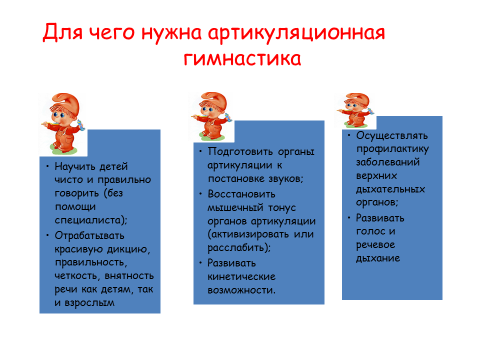 Для чего нужна артикуляционная
гимнастика
• Научить детей
чисто и правильно
говорить (без
помощи
специалиста);
• Отрабатывать
красивую дикцию,
правильность,
четкость, внятность
речи как детям, так
и взрослым
• Подготовить органы
артикуляции к
постановке звуков;
• Восстановить
мышечный тонус
органов артикуляции
(активизировать или
расслабить);
• Развивать
кинетические
возможности.
• Осуществлять
профилактику
заболеваний
верхних
дыхательных
органов;
• Развивать
голос и
речевое
дыхание